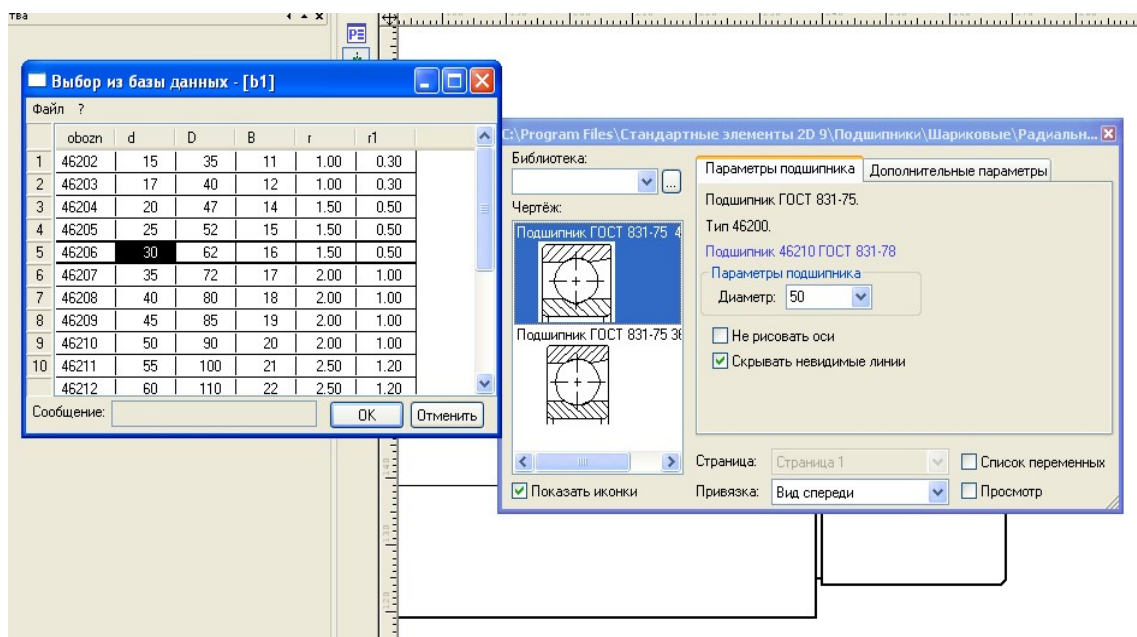 тва
Выбор из базы данных - [b1]
Файл ?
obozn d D B r r1
1 46202 15 35 11 1.00 0.30
2 46203 17 40 12 1.00 0.30
3 46204 20 47 14 1.50 0.50
4 46205 25 52 15 1.50 0.50
5 46206 30 62 16 1.50 0.50
6 46207 35 72 17 2.00 1.00
7 46208 40 80 18 2.00 1.00
8 46209 45 85 19 2.00 1.00
9 46210 50 90 20 2.00 1.00
10 46211 55 100 21 2.50 1.20
46212 60 110 22 2.50 1.20
Сообщение:
OK Отменить
C:\Program Files\Стандартные элементы 2D 9\Подшипники\Шариковые\Радиальн...
Библиотека:
...
Чертёж:
Подшипник ГОСТ 831-75 4
Подшипник ГОСТ 831-75 36
Показать иконки
Параметры подшипника Дополнительные параметры
Подшипник ГОСТ 831-75.
Тип 46200.
Подшипник 46210 ГОСТ 831-78
Параметры подшипника
Диаметр: 50
Не рисовать оси
Скрывать невидимые линии
Страница: Страница 1 Список переменных
Привязка: Вид спереди Просмотр
140
130
120